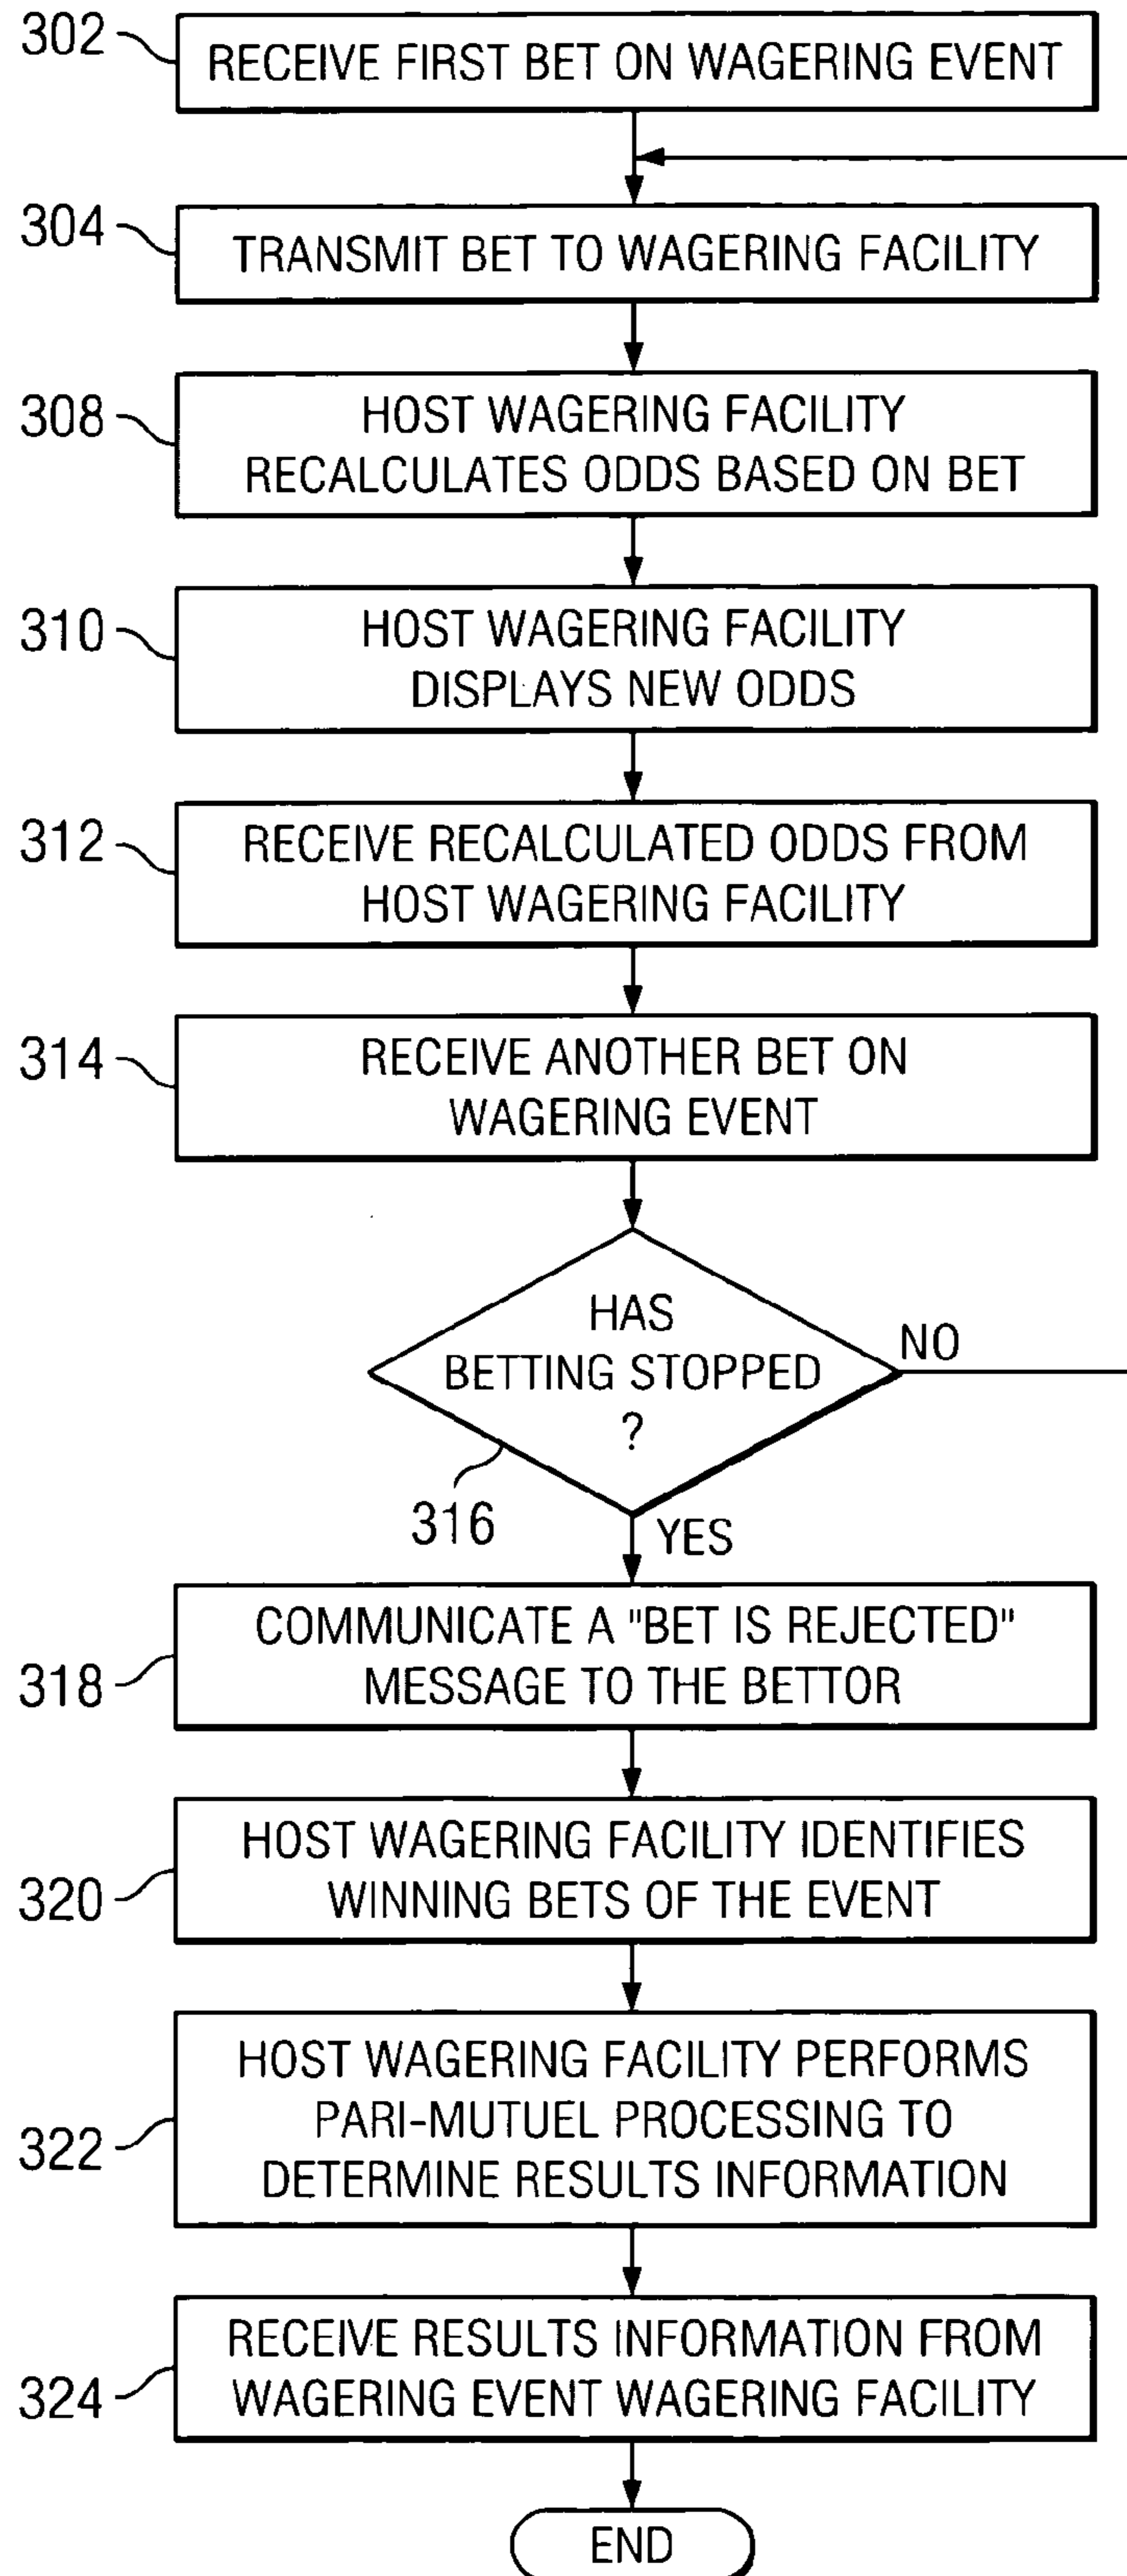 302
RECEIVE FIRST BET ON WAGERING EVENT
304
TRANSMIT BET TO WAGERING FACILITY
308
HOST WAGERING FACILITY
RECALCULATES ODDS BASED ON BET
310
HOST WAGERING FACILITY
DISPLAYS NEW ODDS
312
RECEIVE RECALCULATED ODDS FROM
HOST WAGERING FACILITY
314
RECEIVE ANOTHER BET ON
WAGERING EVENT
HAS
BETTING STOPPED
?
NO
316
YES
318
COMMUNICATE A "BET IS REJECTED"
MESSAGE TO THE BETTOR
320
HOST WAGERING FACILITY IDENTIFIES
WINNING BETS OF THE EVENT
322
HOST WAGERING FACILITY PERFORMS
PARI-MUTUEL PROCESSING TO
DETERMINE RESULTS INFORMATION
324
RECEIVE RESULTS INFORMATION FROM
WAGERING EVENT WAGERING FACILITY
END